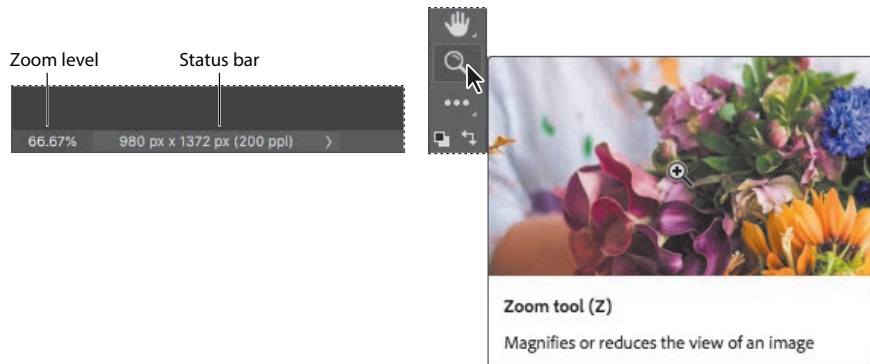 Zoom level
Status bar
66.67%
980 px x 1372 px (200 ppi)
Zoom tool (Z)
Magnifies or reduces the view of an image